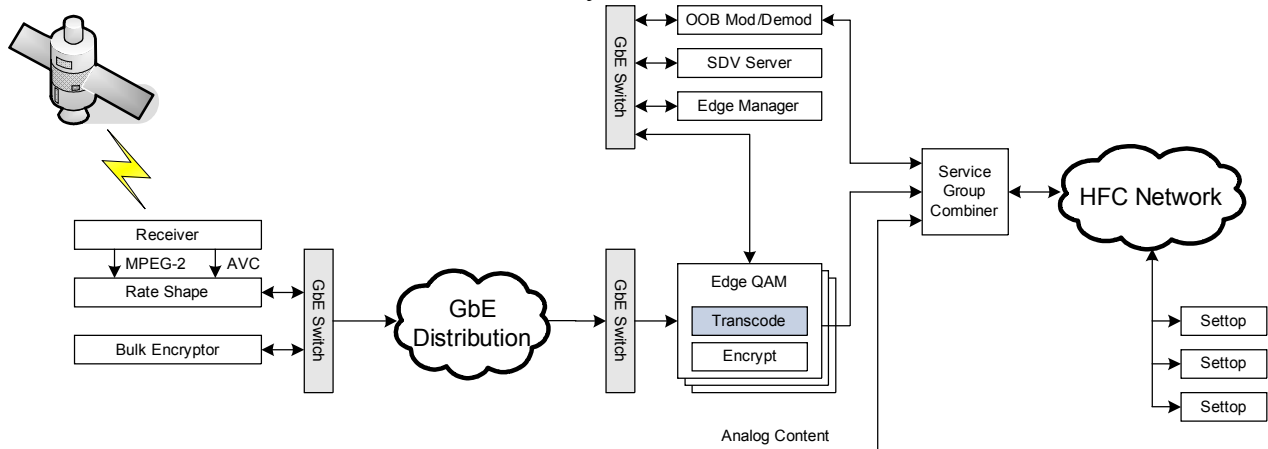 OOB Mod/Demod
SDV Server
Edge Manager
GbE Switch
Service
Group
Combiner
HFC Network
Receiver
MPEG-2
AVC
Rate Shape
Bulk Encryptor
GbE Switch
GbE
Distribution
GbE Switch
Edge QAM
Transcode
Encrypt
Settop
Settop
Settop
Analog Content